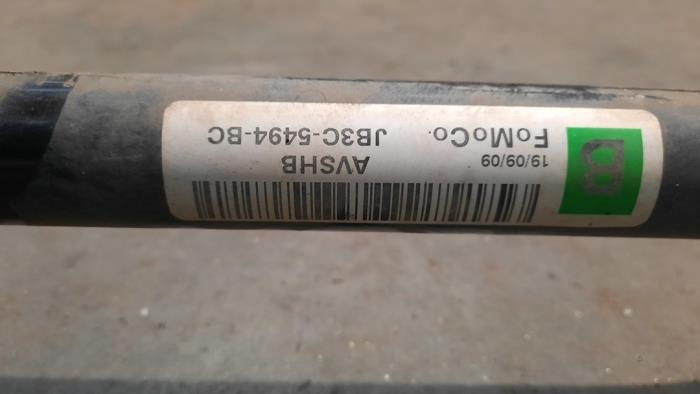 B
19/09/09
AVSHB
FoMoCo.
JB3C-5494-BC